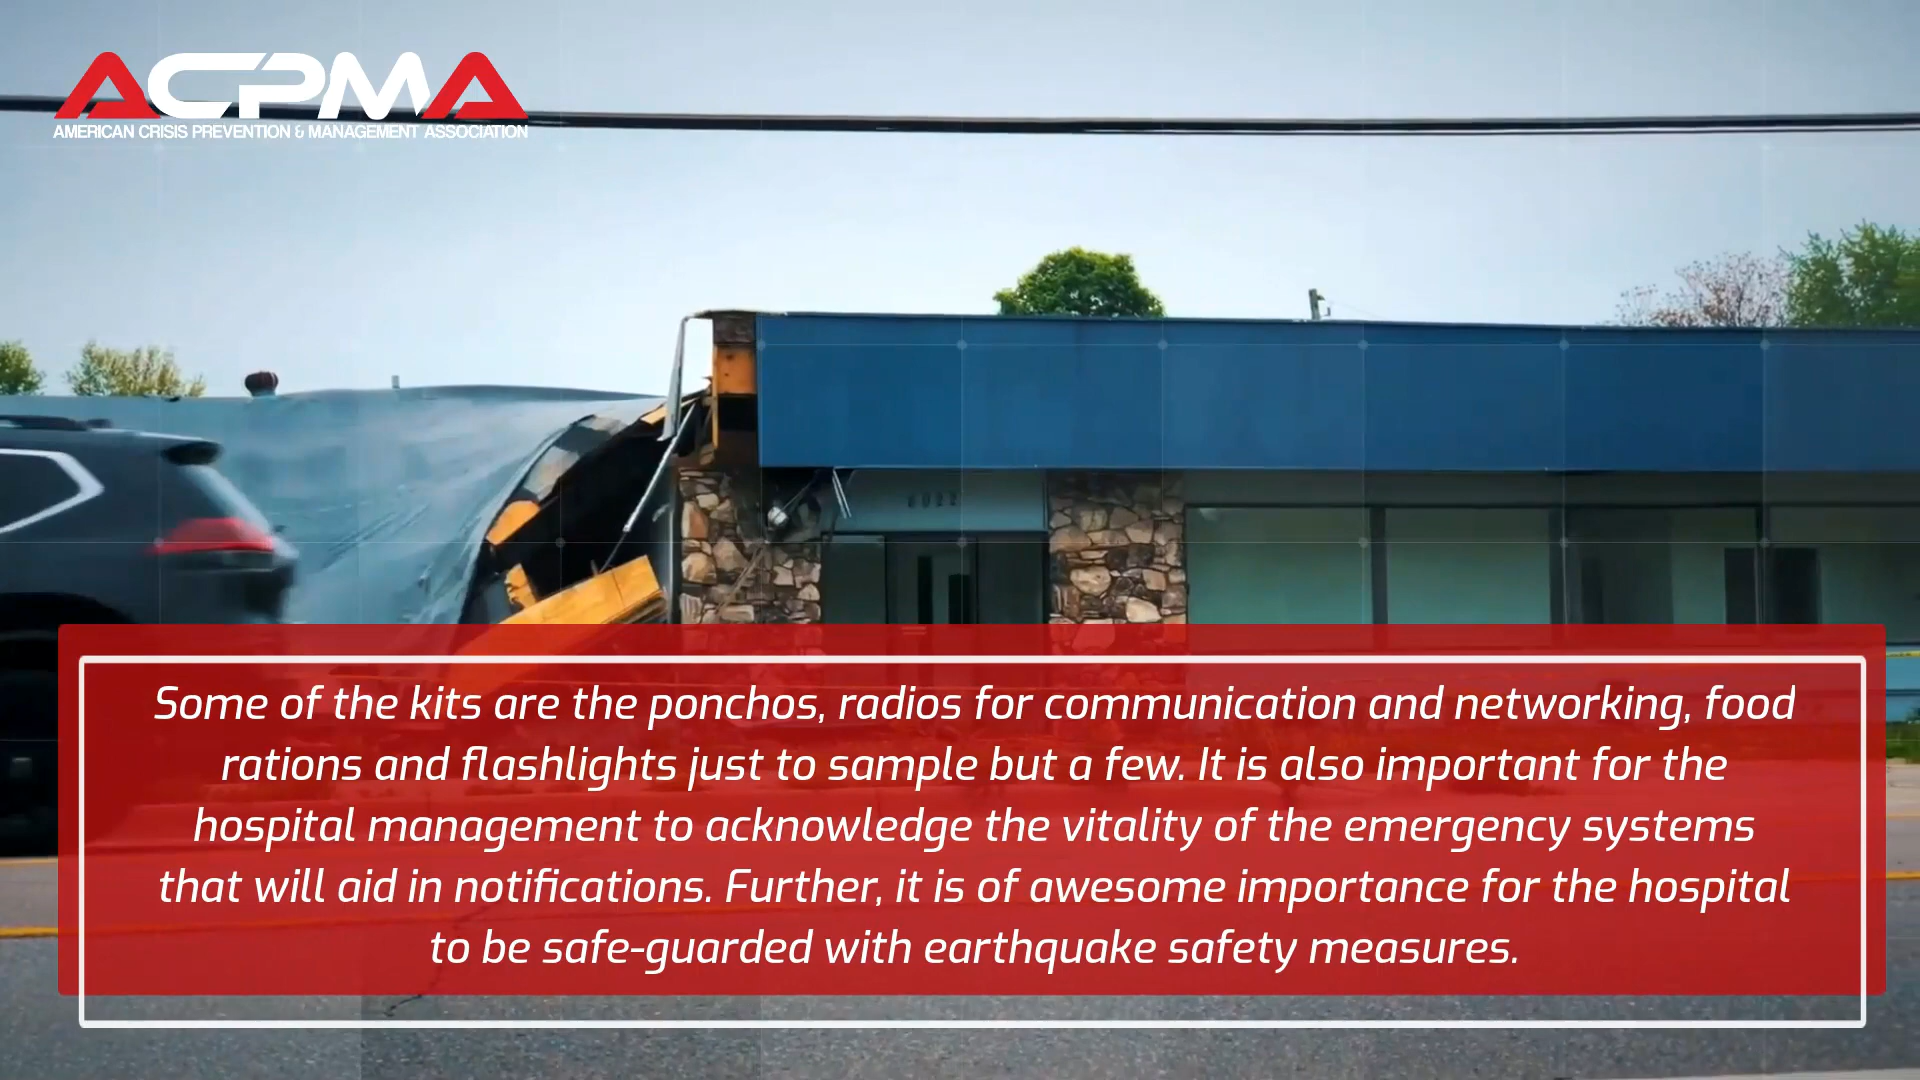 ACPMA
AMERICAN CRISIS PREVENTION & MANAGEMENT ASSOCIATION
Some of the kits are the ponchos, radios for communication and networking, food
rations and flashlights just to sample but a few. It is also important for the
hospital management to acknowledge the vitality of the emergency systems
that will aid in notifications. Further, it is of awesome importance for the hospital
to be safe-guarded with earthquake safety measures.